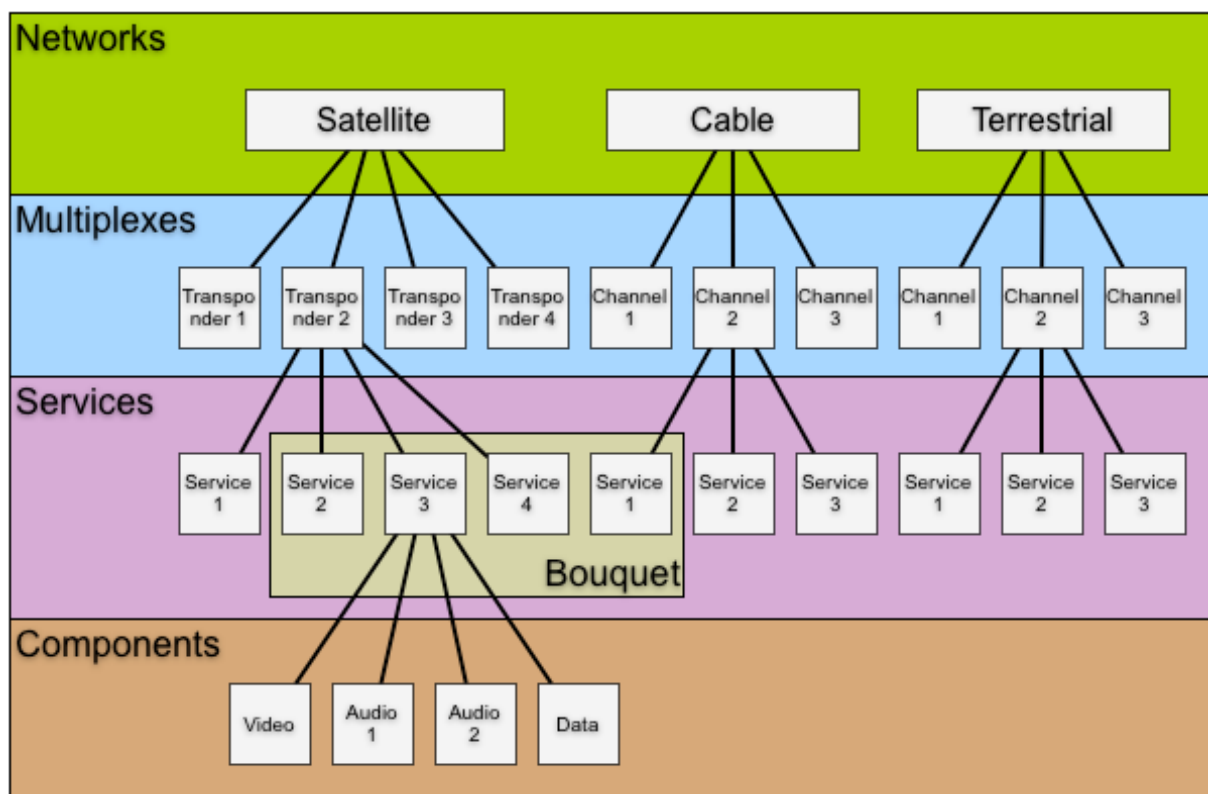 Networks
Satellite
Cable
Terrestrial
Multiplexes
Transpo
nder 1
Transpo
nder 2
Transpo
nder 3
Transpo
nder 4
Channel
1
Channel
2
Channel
3
Channel
1
Channel
2
Channel
3
Services
Service
1
Service
2
Service
3
Service
4
Service
1
Service
2
Service
3
Service
1
Service
2
Service
3
Bouquet
Components
Video
Audio
1
Audio
2
Data